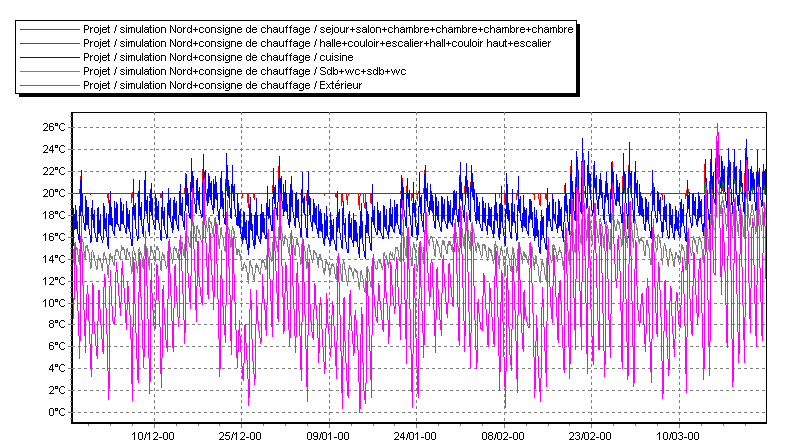 Projet / simulation Nord+consigne de chauffage / sejour+salon+chambre+chambre+chambre+chambre
Projet / simulation Nord+consigne de chauffage / halle+couloir+escalier+hall+couloir haut+escalier
Projet / simulation Nord+consigne de chauffage / cuisine
Projet / simulation Nord+consigne de chauffage / Sdb+wc+sdb+wc
Projet / simulation Nord+consigne de chauffage / Extérieur
26°C
24°C
22°C
20°C
18°C
16°C
14°C
12°C
10°C
8°C
6°C
4°C
2°C
0°C
10/12-00 25/12-00 09/01-00 24/01-00 08/02-00 23/02-00 10/03-00